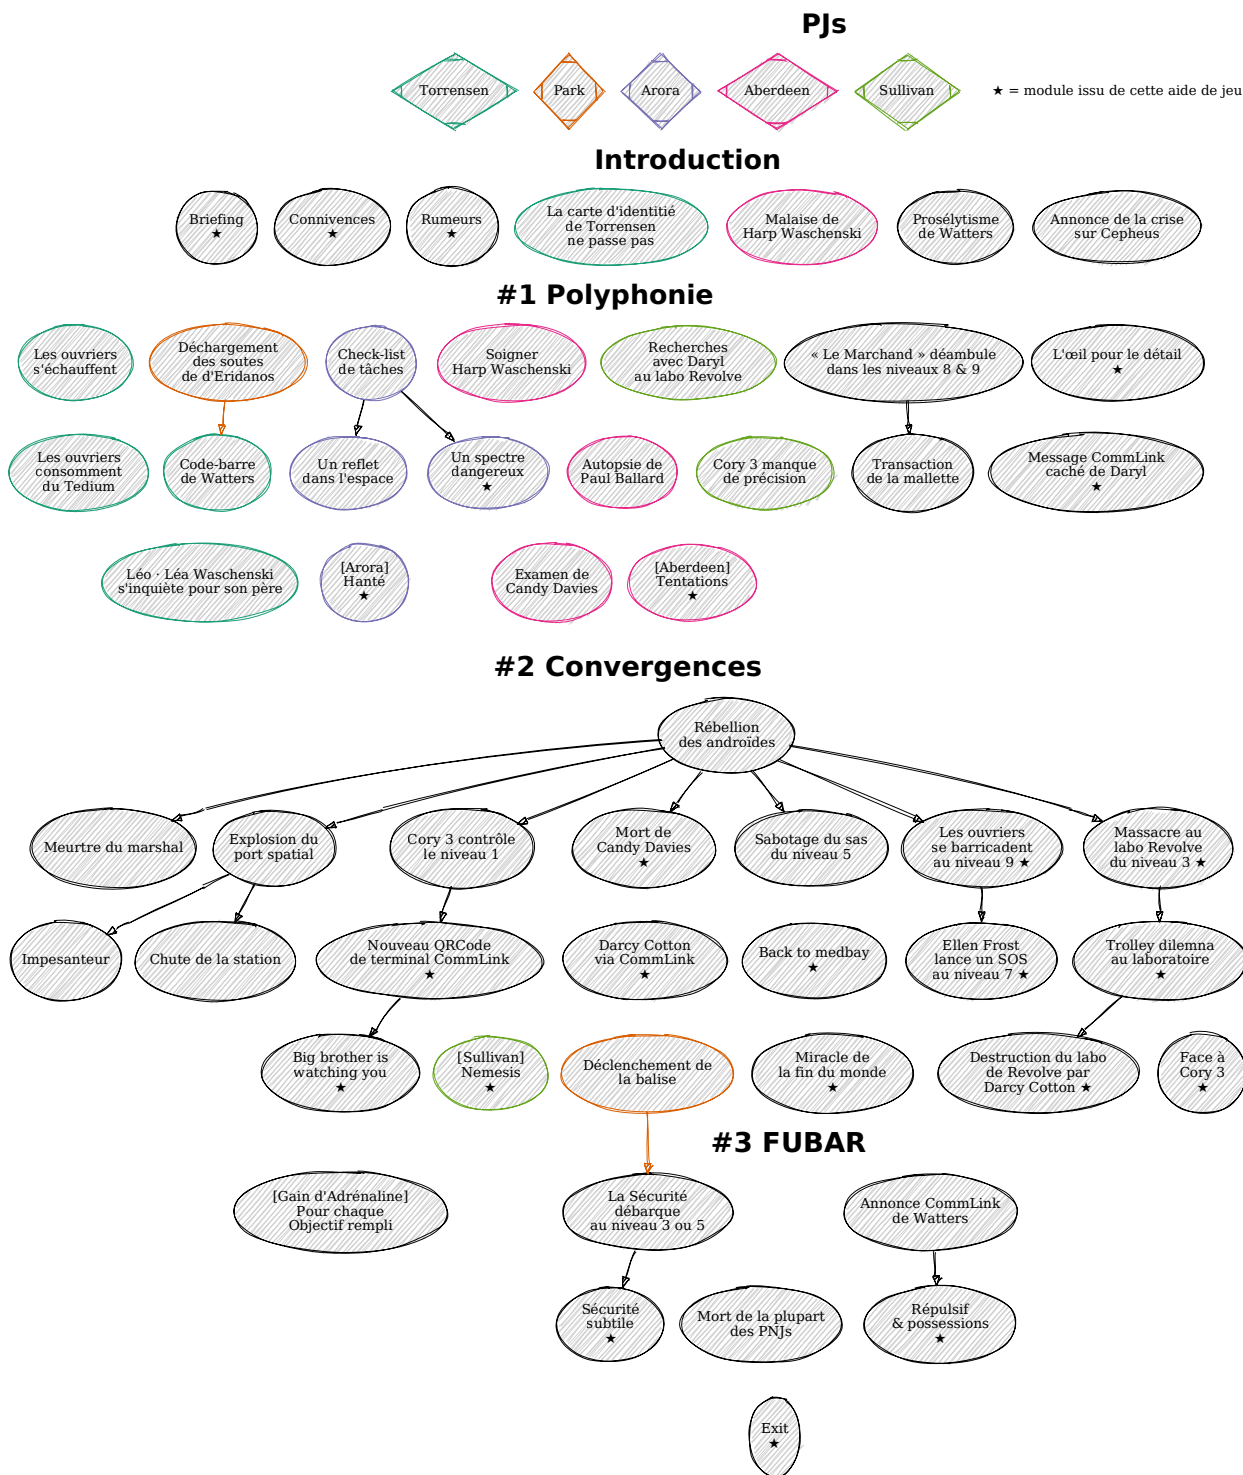 PJs
Torrensen
Park
Arora
Aberdeen
Sullivan
★ = module issu de cette aide de jeu
Introduction
Briefing
★
Connivences
★
Rumeurs
★
La carte d'identitié
de Torrensen
ne passe pas
Malaise de
Harp Waschenski
Prosélytisme
de Watters
Annonce de la crise
sur Cepheus
#1 Polyphonie
Les ouvriers
s'échauffent
Déchargement
des soutes
de d'Eridanos
Check-list
de tâches
Soigner
Harp Waschenski
Recherches
avec Daryl
au labo Revolve
« Le Marchand » déambule
dans les niveaux 8 & 9
L'œil pour le détail
★
Les ouvriers
consomment
du Tedium
Code-barre
de Watters
Un reflet
dans l'espace
Un spectre
dangereux
★
Autopsie de
Paul Ballard
Cory 3 manque
de précision
Transaction
de la mallette
Message CommLink
caché de Daryl
★
Léo · Léa Waschenski
s'inquiète pour son père
[Arora]
Hanté
★
Examen de
Candy Davies
[Aberdeen]
Tentations
★
#2 Convergences
Rébellion
des androïdes
Meurtre du marshal
Explosion du
port spatial
Cory 3 contrôle
le niveau 1
Mort de
Candy Davies
★
Sabotage du sas
du niveau 5
Les ouvriers
se barricadent
au niveau 9 ★
Massacre au
labo Revolve
du niveau 3 ★
Impesanteur
Chute de la station
Nouveau QRCode
de terminal CommLink
★
Darcy Cotton
via CommLink
★
Back to medbay
★
Ellen Frost
lance un SOS
au niveau 7 ★
Trolley dilemna
au laboratoire
★
Big brother is
watching you
★
[Sullivan]
Nemesis
★
Déclenchement de
la balise
Miracle de
la fin du monde
★
Destruction du labo
de Revolve par
Darcy Cotton ★
Face à
Cory 3
★
#3 FUBAR
[Gain d'Adrénaline]
Pour chaque
Objectif rempli
La Sécurité
débarque
au niveau 3 ou 5
Annonce CommLink
de Watters
Sécurité
subtile
★
Mort de la plupart
des PNJs
Répulsif
& possessions
★
Exit
★